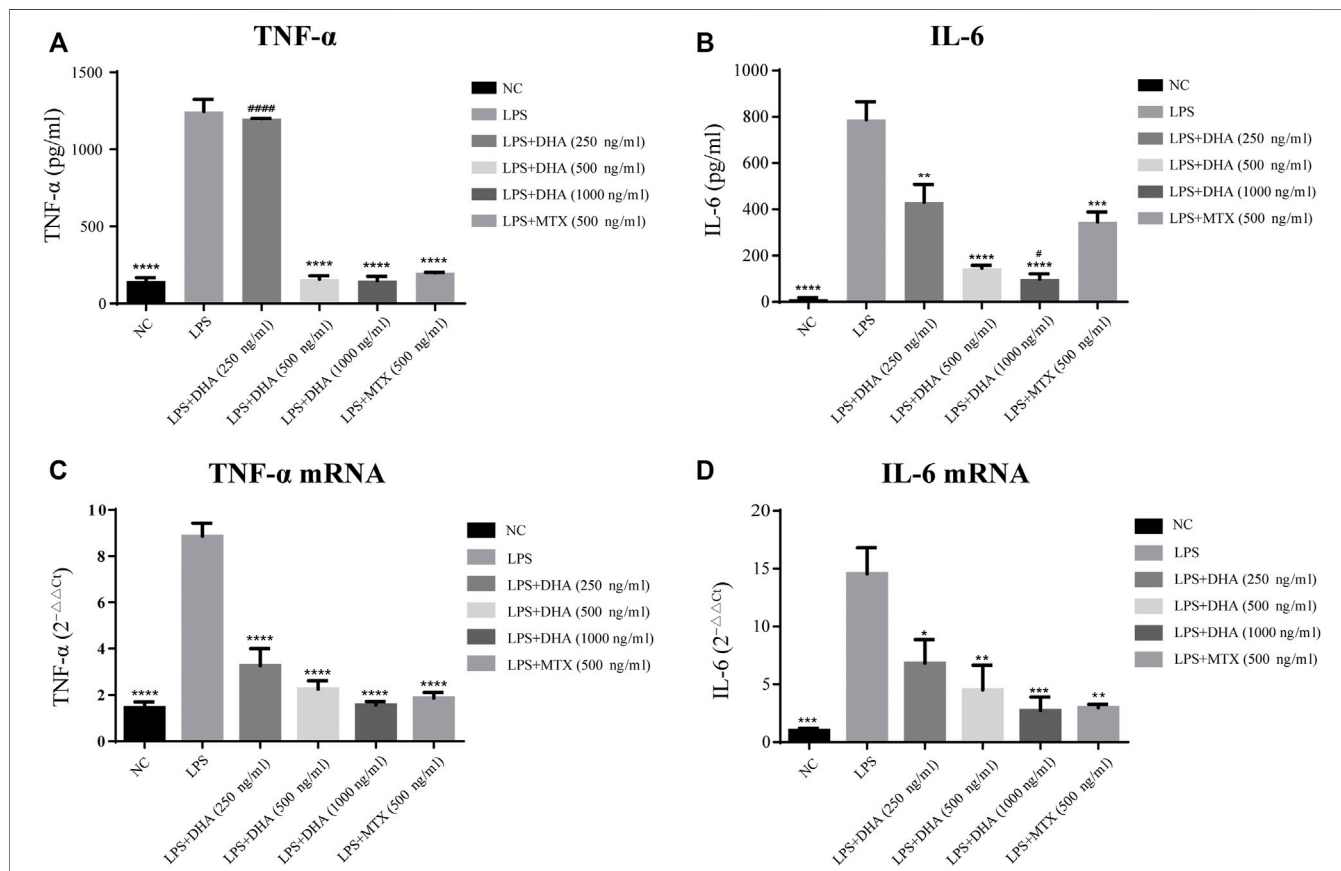 A
TNF-α
TNF-α (pg/ml)
1500
1000
500
0
****
####
****
****
****
NC
LPS
LPS+DHA (250 ng/ml)
LPS+DHA (500 ng/ml)
LPS+DHA (1000 ng/ml)
LPS+MTX (500 ng/ml)
NC
LPS
LPS+DHA (250 ng/ml)
LPS+DHA (500 ng/ml)
LPS+DHA (1000 ng/ml)
LPS+MTX (500 ng/ml)
B
IL-6
IL-6 (pg/ml)
1000
800
600
400
200
0
****
**
****
#
****
***
NC
LPS
LPS+DHA (250 ng/ml)
LPS+DHA (500 ng/ml)
LPS+DHA (1000 ng/ml)
LPS+MTX (500 ng/ml)
NC
LPS
LPS+DHA (250 ng/ml)
LPS+DHA (500 ng/ml)
LPS+DHA (1000 ng/ml)
LPS+MTX (500 ng/ml)
C
TNF-α mRNA
TNF-α (2⁻△△Ct)
10
8
6
4
2
0
****
****
****
****
****
NC
LPS
LPS+DHA (250 ng/ml)
LPS+DHA (500 ng/ml)
LPS+DHA (1000 ng/ml)
LPS+MTX (500 ng/ml)
NC
LPS
LPS+DHA (250 ng/ml)
LPS+DHA (500 ng/ml)
LPS+DHA (1000 ng/ml)
LPS+MTX (500 ng/ml)
D
IL-6 mRNA
IL-6 (2⁻△△Ct)
20
15
10
5
0
***
*
**
***
**
NC
LPS
LPS+DHA (250 ng/ml)
LPS+DHA (500 ng/ml)
LPS+DHA (1000 ng/ml)
LPS+MTX (500 ng/ml)
NC
LPS
LPS+DHA (250 ng/ml)
LPS+DHA (500 ng/ml)
LPS+DHA (1000 ng/ml)
LPS+MTX (500 ng/ml)